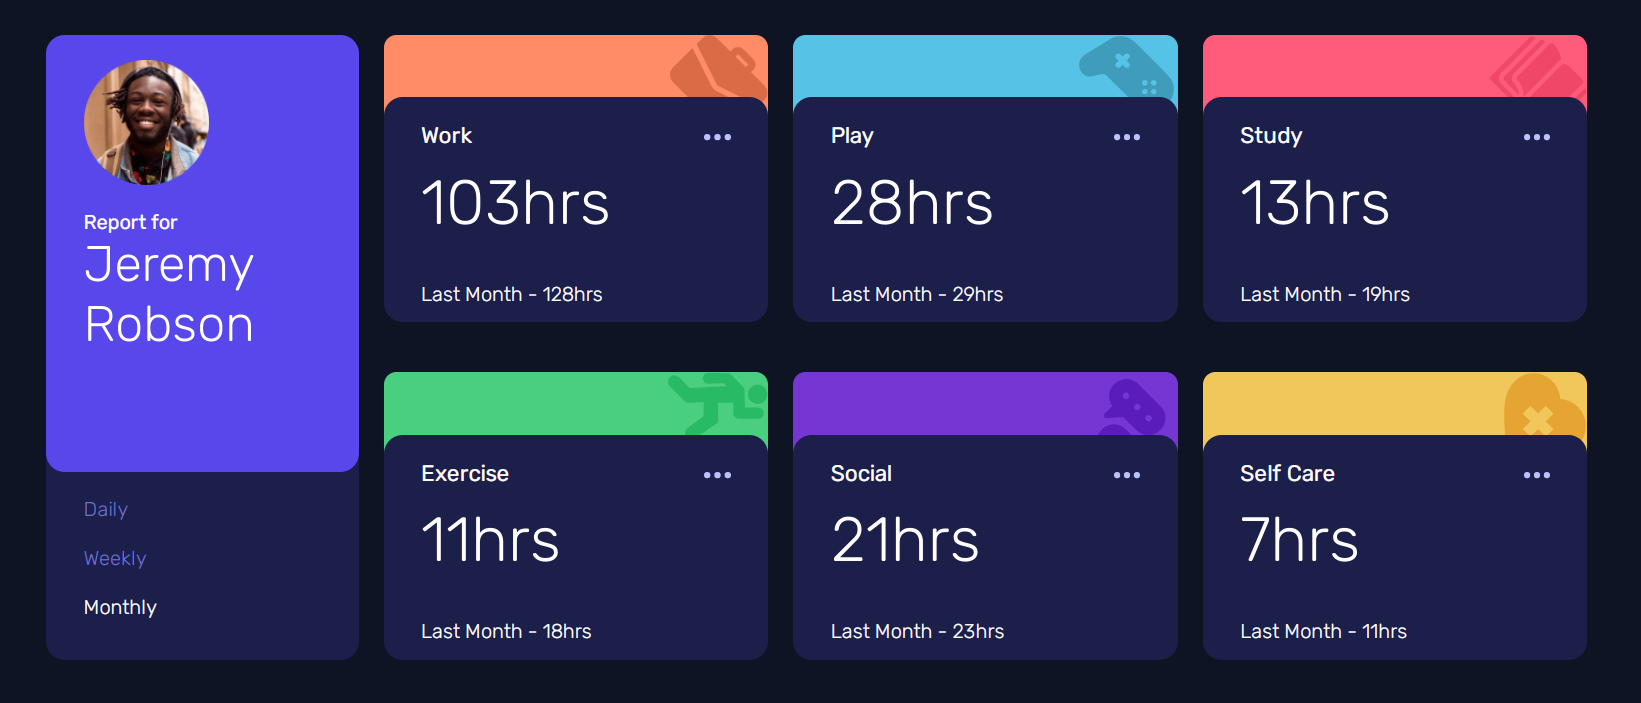 Report for
Jeremy
Robson
Daily
Weekly
Monthly
Work
103hrs
Last Month - 128hrs
Play
28hrs
Last Month - 29hrs
Study
13hrs
Last Month - 19hrs
Exercise
11hrs
Last Month - 18hrs
Social
21hrs
Last Month - 23hrs
Self Care
7hrs
Last Month - 11hrs